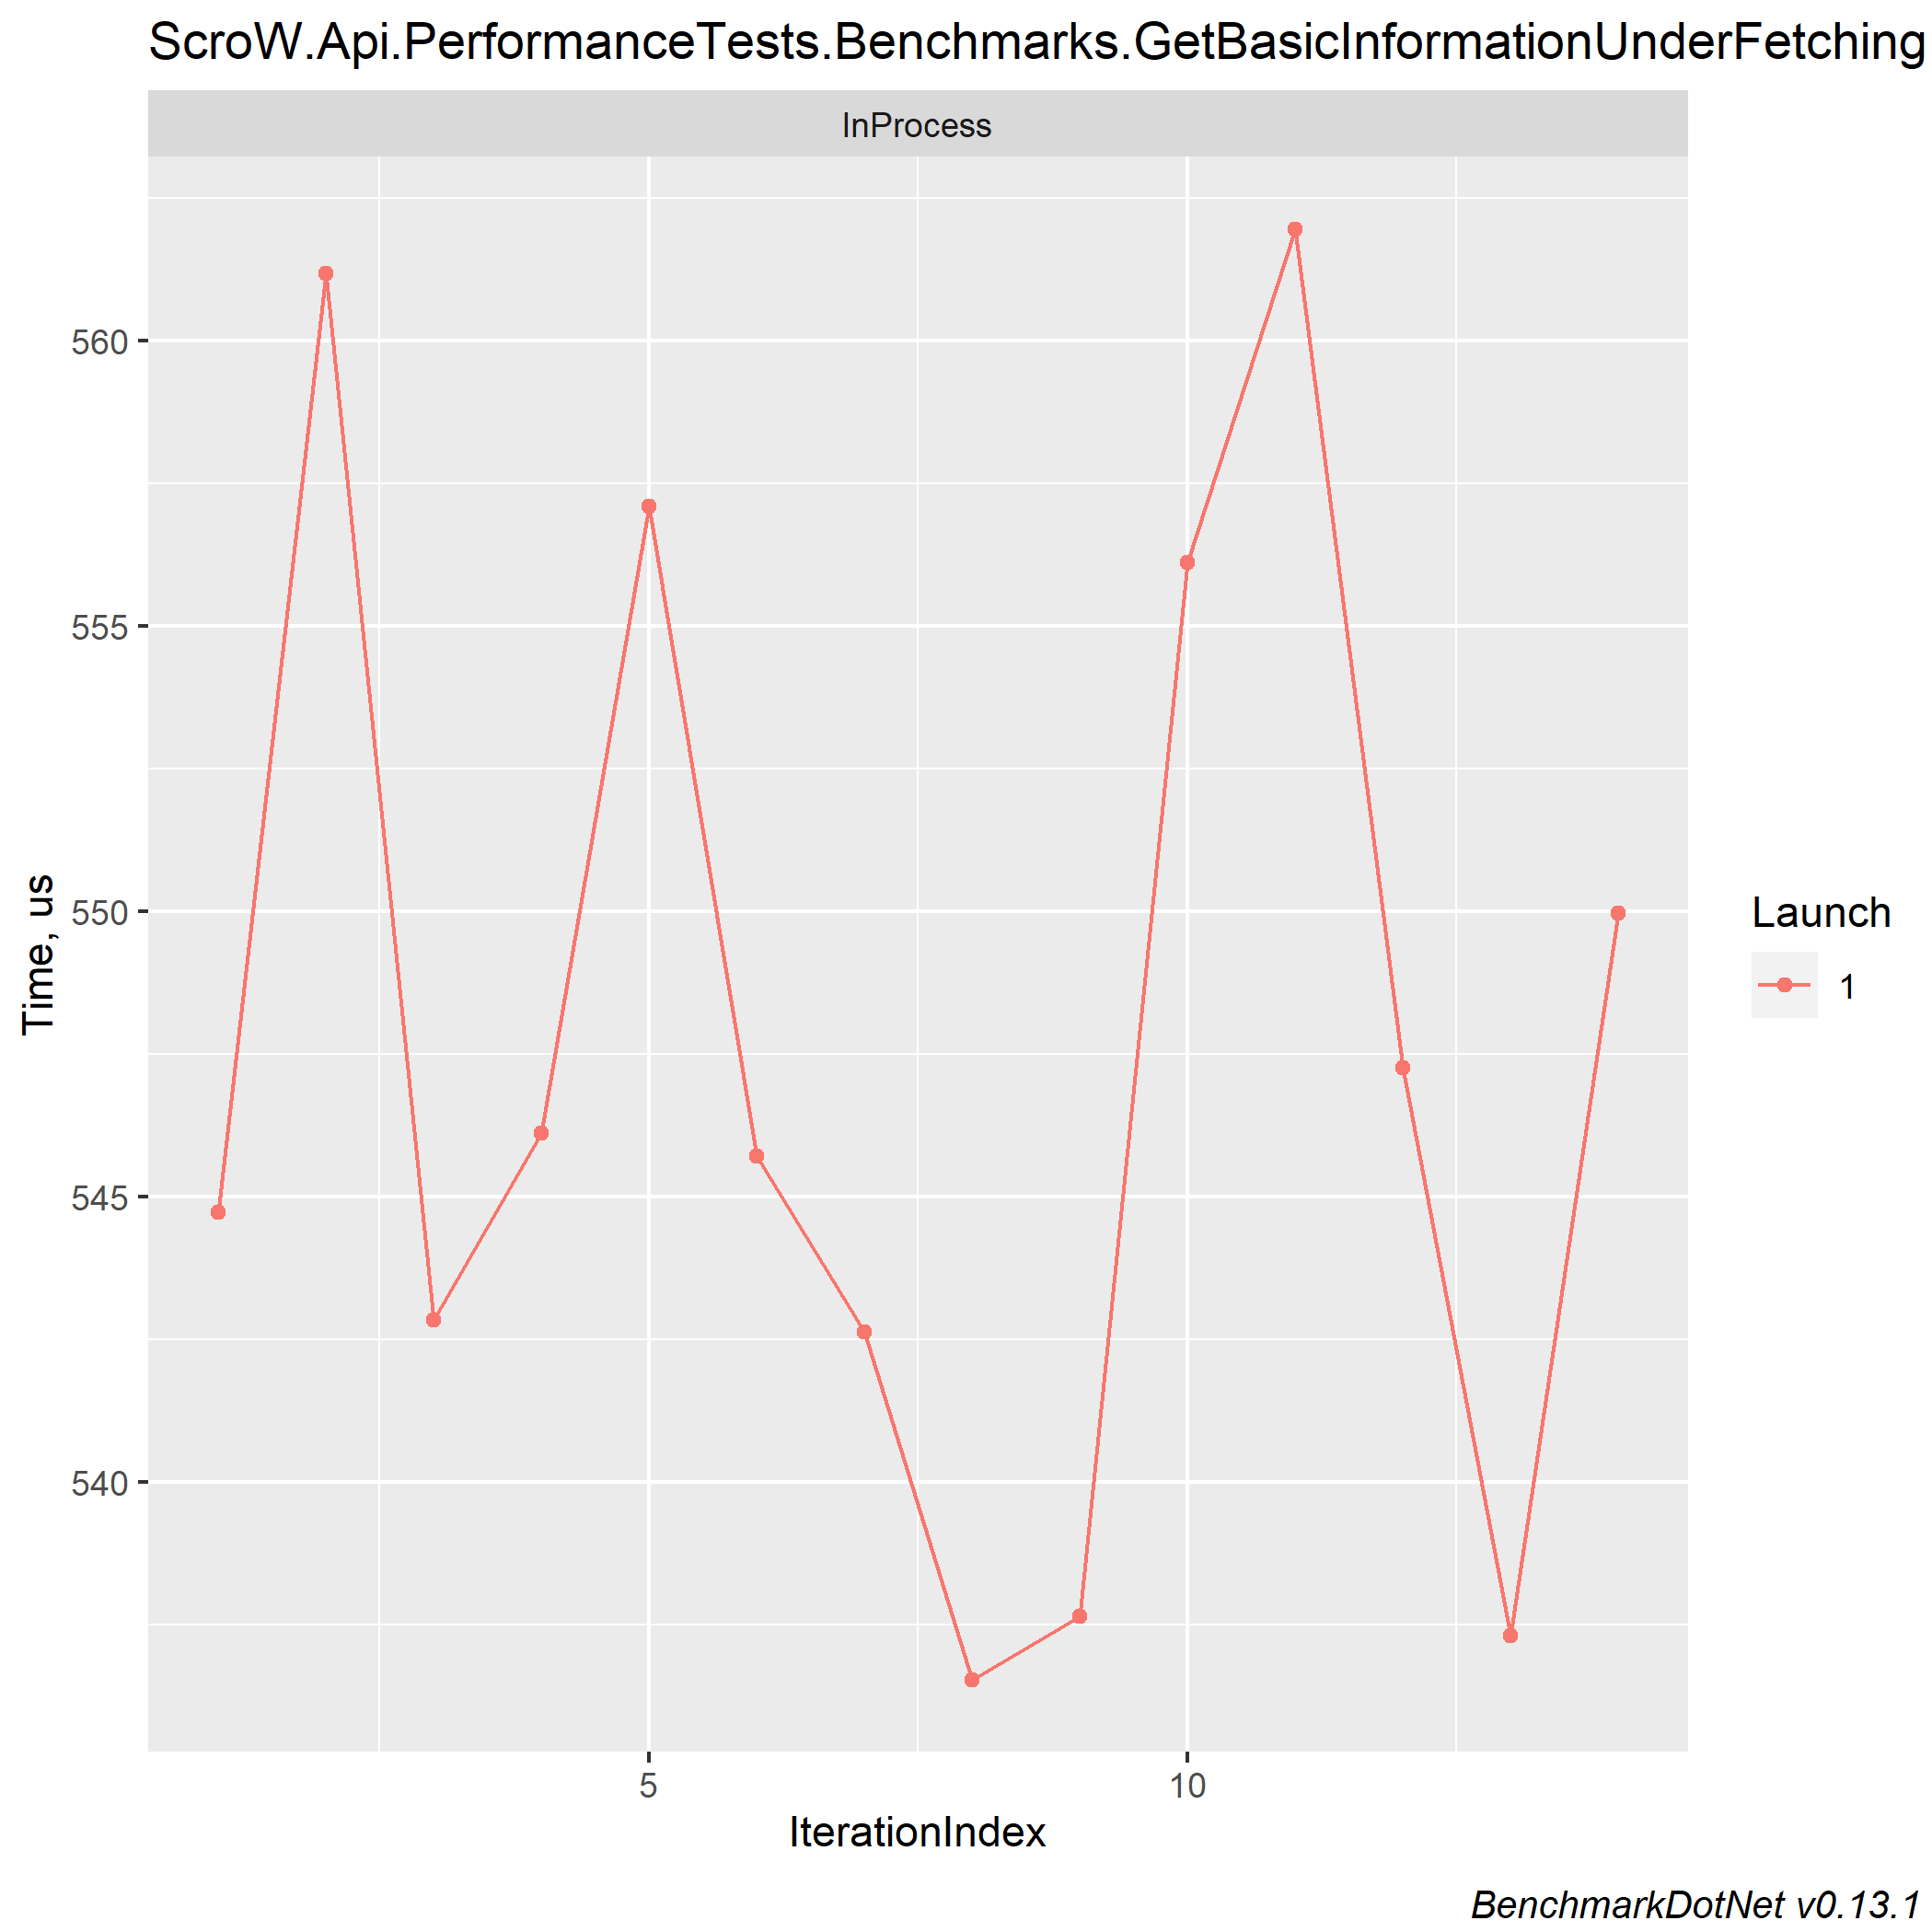 ScroW.Api.PerformanceTests.Benchmarks.GetBasicInformationUnderFetching
InProcess
560
555
550
545
540
Time, us
5
10
IterationIndex
Launch
1
BenchmarkDotNet v0.13.1